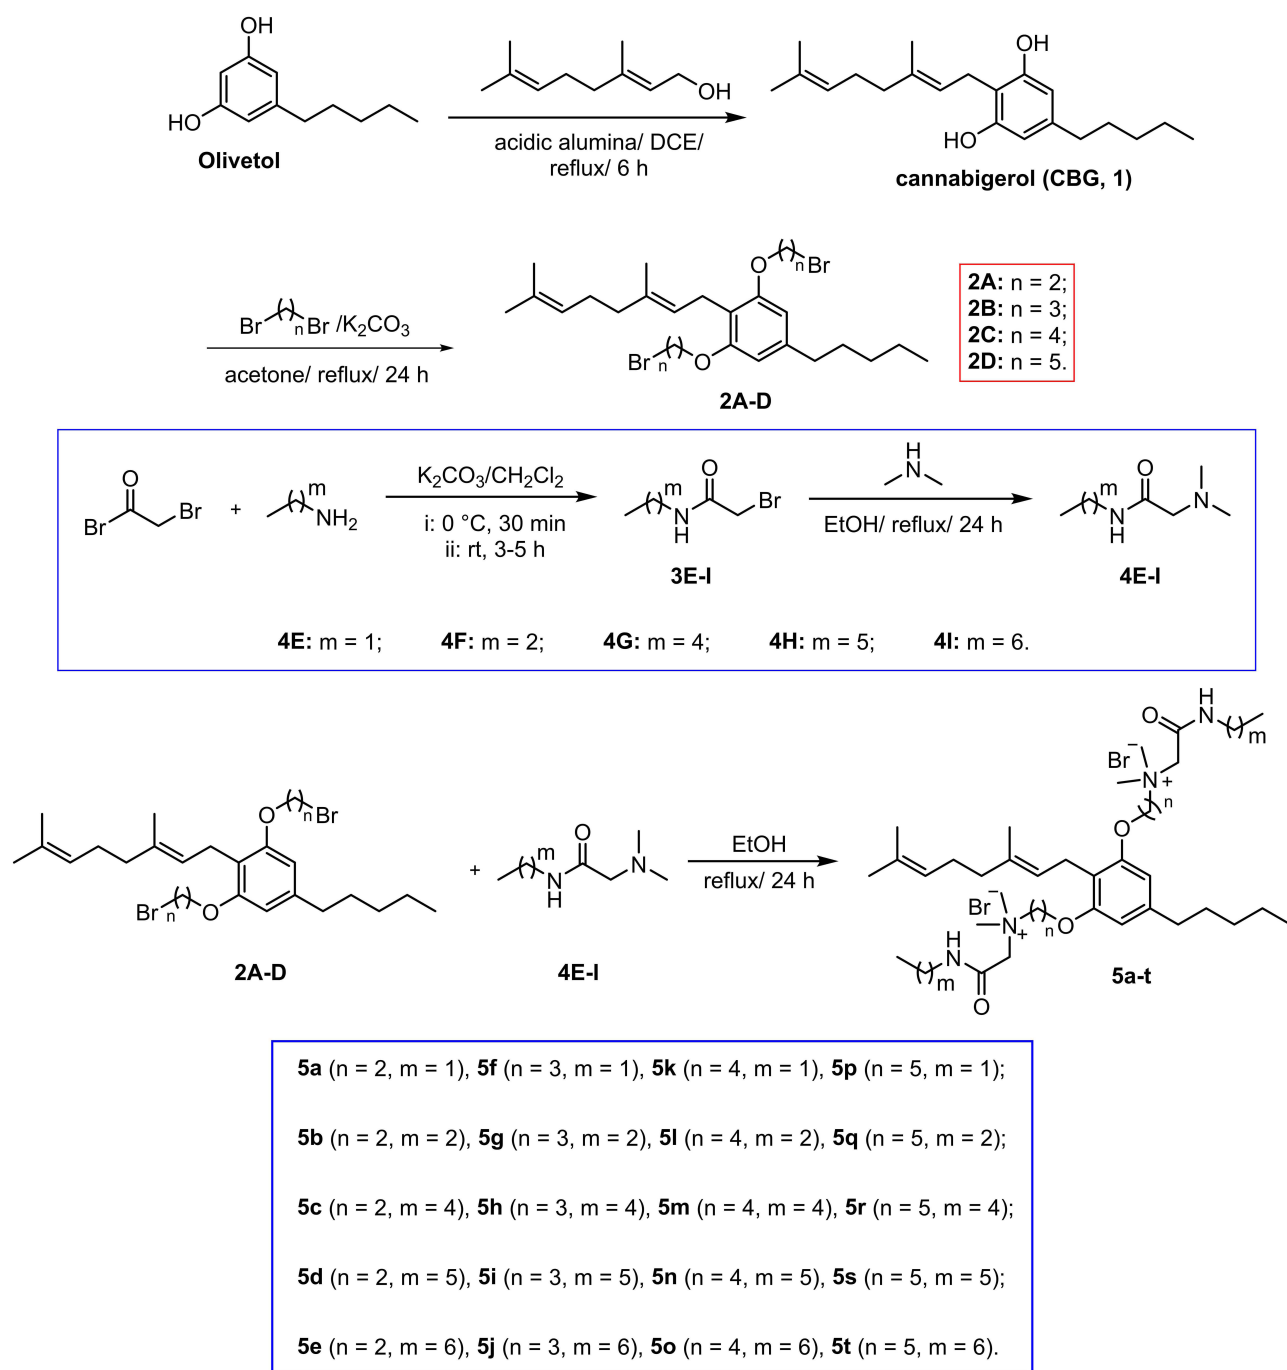 OH
HO
Olivetol
OH
acidic alumina/ DCE/
reflux/ 6 h
OH
HO
cannabigerol (CBG, 1)
Br ( )n Br /K₂CO₃
acetone/ reflux/ 24 h
O ( )n Br
Br ( )n O
2A-D
2A: n = 2;
2B: n = 3;
2C: n = 4;
2D: n = 5.
O
Br
Br
+
( )m
NH₂
K₂CO₃/CH₂Cl₂
i: 0 °C, 30 min
ii: rt, 3-5 h
( )m
N
H
O
Br
3E-I
H
N
EtOH/ reflux/ 24 h
( )m
N
H
O
N
4E-I
4E: m = 1; 4F: m = 2; 4G: m = 4; 4H: m = 5; 4I: m = 6.
O ( )n Br
Br ( )n O
2A-D
+
( )m
N
H
O
N
4E-I
EtOH
reflux/ 24 h
H
O N
( )m
Br⁻
N+
( )n
O
Br⁻
N+ ( )n O
H
N
( )m
O
5a-t
5a (n = 2, m = 1), 5f (n = 3, m = 1), 5k (n = 4, m = 1), 5p (n = 5, m = 1);
5b (n = 2, m = 2), 5g (n = 3, m = 2), 5l (n = 4, m = 2), 5q (n = 5, m = 2);
5c (n = 2, m = 4), 5h (n = 3, m = 4), 5m (n = 4, m = 4), 5r (n = 5, m = 4);
5d (n = 2, m = 5), 5i (n = 3, m = 5), 5n (n = 4, m = 5), 5s (n = 5, m = 5);
5e (n = 2, m = 6), 5j (n = 3, m = 6), 5o (n = 4, m = 6), 5t (n = 5, m = 6).